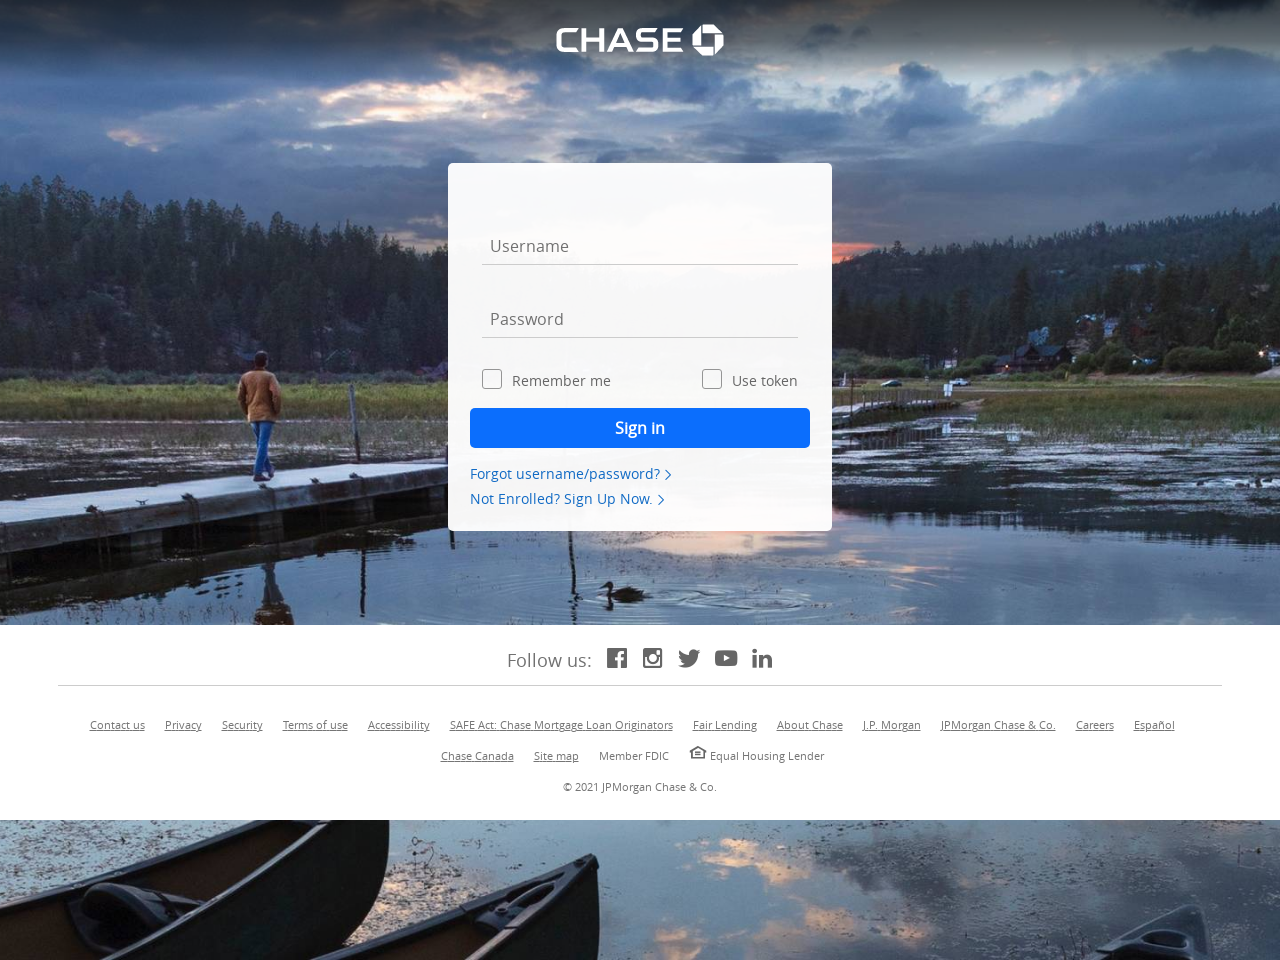 CHASE
Username
Password
Remember me Use token
Sign in
Forgot username/password?
Not Enrolled? Sign Up Now.
Follow us:
Contact us Privacy Security Terms of use Accessibility SAFE Act: Chase Mortgage Loan Originators Fair Lending About Chase J.P. Morgan JPMorgan Chase & Co. Careers Español
Chase Canada Site map Member FDIC Equal Housing Lender
© 2021 JPMorgan Chase & Co.